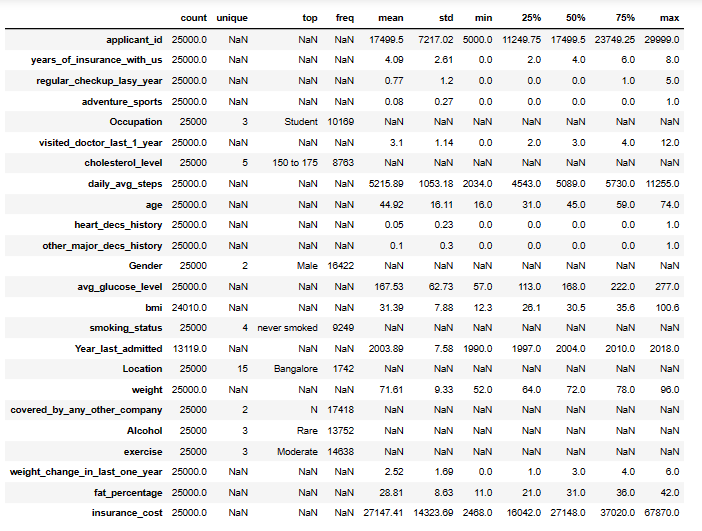 count unique top freq mean std min 25% 50% 75% max
applicant_id 25000.0 NaN NaN NaN 17499.5 7217.02 5000.0 11249.75 17499.5 23749.25 29999.0
years_of_insurance_with_us 25000.0 NaN NaN NaN 4.09 2.61 0.0 2.0 4.0 6.0 8.0
regular_checkup_lasy_year 25000.0 NaN NaN NaN 0.77 1.2 0.0 0.0 0.0 1.0 5.0
adventure_sports 25000.0 NaN NaN NaN 0.08 0.27 0.0 0.0 0.0 0.0 1.0
Occupation 25000 3 Student 10169 NaN NaN NaN NaN NaN NaN NaN
visited_doctor_last_1_year 25000.0 NaN NaN NaN 3.1 1.14 0.0 2.0 3.0 4.0 12.0
cholesterol_level 25000 5 150 to 175 8763 NaN NaN NaN NaN NaN NaN NaN
daily_avg_steps 25000.0 NaN NaN NaN 5215.89 1053.18 2034.0 4543.0 5089.0 5730.0 11255.0
age 25000.0 NaN NaN NaN 44.92 16.11 16.0 31.0 45.0 59.0 74.0
heart_decs_history 25000.0 NaN NaN NaN 0.05 0.23 0.0 0.0 0.0 0.0 1.0
other_major_decs_history 25000.0 NaN NaN NaN 0.1 0.3 0.0 0.0 0.0 0.0 1.0
Gender 25000 2 Male 16422 NaN NaN NaN NaN NaN NaN NaN
avg_glucose_level 25000.0 NaN NaN NaN 167.53 62.73 57.0 113.0 168.0 222.0 277.0
bmi 24010.0 NaN NaN NaN 31.39 7.88 12.3 26.1 30.5 35.6 100.6
smoking_status 25000 4 never smoked 9249 NaN NaN NaN NaN NaN NaN NaN
Year_last_admitted 13119.0 NaN NaN NaN 2003.89 7.58 1990.0 1997.0 2004.0 2010.0 2018.0
Location 25000 15 Bangalore 1742 NaN NaN NaN NaN NaN NaN NaN
weight 25000.0 NaN NaN NaN 71.61 9.33 52.0 64.0 72.0 78.0 96.0
covered_by_any_other_company 25000 2 N 17418 NaN NaN NaN NaN NaN NaN NaN
Alcohol 25000 3 Rare 13752 NaN NaN NaN NaN NaN NaN NaN
exercise 25000 3 Moderate 14638 NaN NaN NaN NaN NaN NaN NaN
weight_change_in_last_one_year 25000.0 NaN NaN NaN 2.52 1.69 0.0 1.0 3.0 4.0 6.0
fat_percentage 25000.0 NaN NaN NaN 28.81 8.63 11.0 21.0 31.0 36.0 42.0
insurance_cost 25000.0 NaN NaN NaN 27147.41 14323.69 2468.0 16042.0 27148.0 37020.0 67870.0